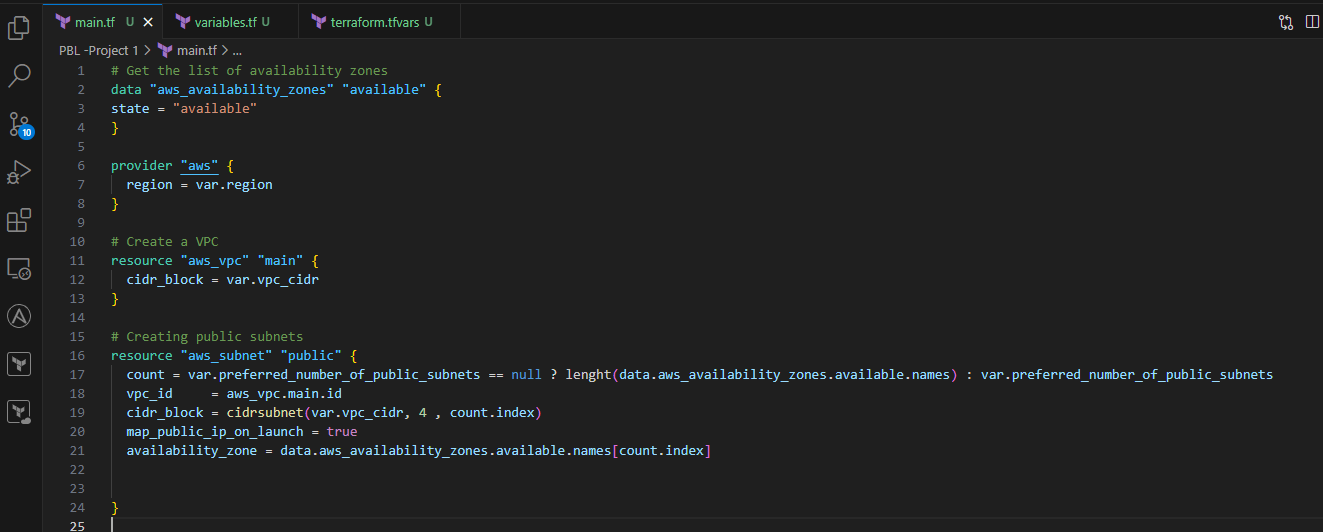 main.tf U × variables.tf U terraform.tfvars U
PBL -Project 1 > main.tf > ...
1 # Get the list of availability zones
2 data "aws_availability_zones" "available" {
3 state = "available"
4 }
5
6 provider "aws" {
7 region = var.region
8 }
9
10 # Create a VPC
11 resource "aws_vpc" "main" {
12 cidr_block = var.vpc_cidr
13 }
14
15 # Creating public subnets
16 resource "aws_subnet" "public" {
17 count = var.preferred_number_of_public_subnets == null ? lenght(data.aws_availability_zones.available.names) : var.preferred_number_of_public_subnets
18 vpc_id     = aws_vpc.main.id
19 cidr_block = cidrsubnet(var.vpc_cidr, 4 , count.index)
20 map_public_ip_on_launch = true
21 availability_zone = data.aws_availability_zones.available.names[count.index]
22
23
24 }
25
10